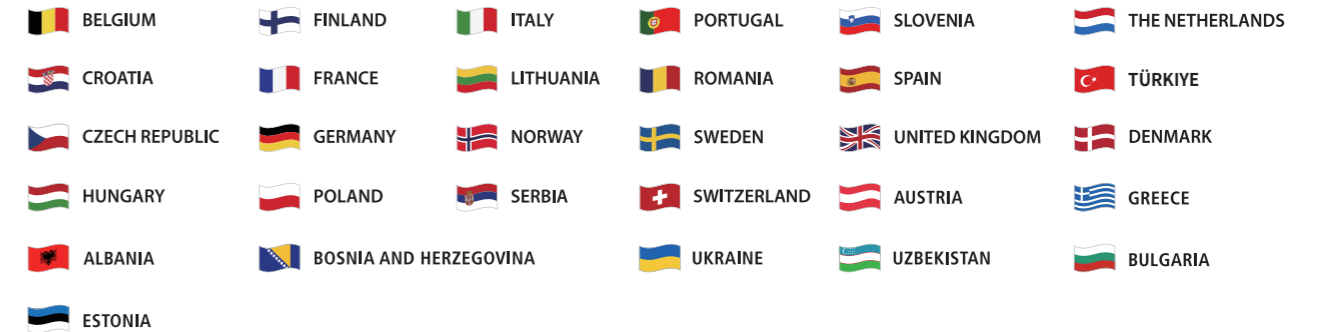 BELGIUM FINLAND ITALY PORTUGAL SLOVENIA THE NETHERLANDS
CROATIA FRANCE LITHUANIA ROMANIA SPAIN TÜRKIYE
CZECH REPUBLIC GERMANY NORWAY SWEDEN UNITED KINGDOM DENMARK
HUNGARY POLAND SERBIA SWITZERLAND AUSTRIA GREECE
ALBANIA BOSNIA AND HERZEGOVINA UKRAINE UZBEKISTAN BULGARIA
ESTONIA